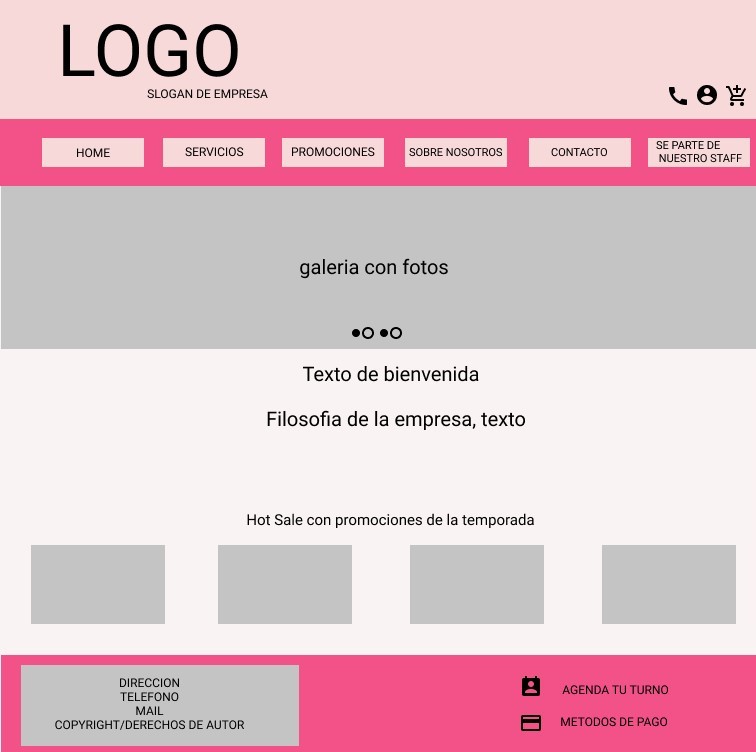 LOGO
SLOGAN DE EMPRESA
HOME
SERVICIOS
PROMOCIONES
SOBRE NOSOTROS
CONTACTO
SE PARTE DE
NUESTRO STAFF
galeria con fotos
Texto de bienvenida
Filosofia de la empresa, texto
Hot Sale con promociones de la temporada
DIRECCION
TELEFONO
MAIL
COPYRIGHT/DERECHOS DE AUTOR
AGENDA TU TURNO
METODOS DE PAGO